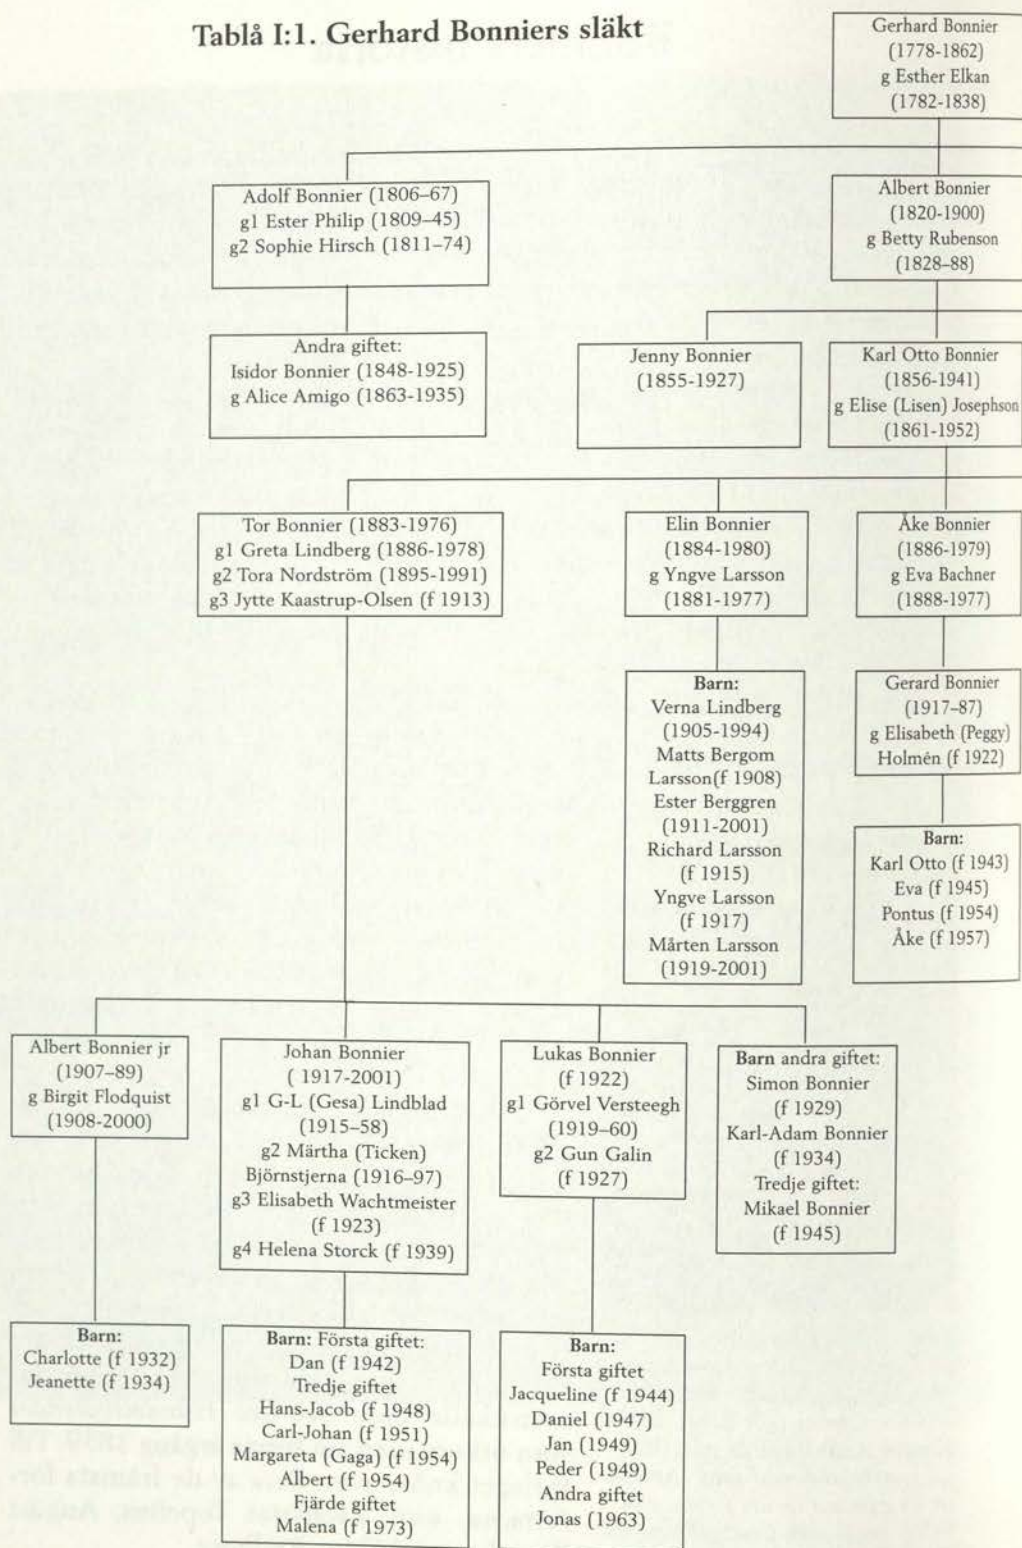 Tablå I:1. Gerhard Bonniers släkt
Gerhard Bonnier
(1778-1862)
g Esther Elkan
(1782-1838)
Adolf Bonnier (1806–67)
g1 Ester Philip (1809–45)
g2 Sophie Hirsch (1811–74)
Albert Bonnier
(1820-1900)
g Betty Rubenson
(1828–88)
Andra giftet:
Isidor Bonnier (1848-1925)
g Alice Amigo (1863-1935)
Jenny Bonnier
(1855-1927)
Karl Otto Bonnier
(1856-1941)
g Elise (Lisen) Josephson
(1861-1952)
Tor Bonnier (1883-1976)
g1 Greta Lindberg (1886-1978)
g2 Tora Nordström (1895-1991)
g3 Jytte Kaastrup-Olsen (f 1913)
Elin Bonnier
(1884-1980)
g Yngve Larsson
(1881-1977)
Åke Bonnier
(1886-1979)
g Eva Bachner
(1888-1977)
Barn:
Verna Lindberg
(1905-1994)
Matts Bergom
Larsson(f 1908)
Ester Berggren
(1911-2001)
Richard Larsson
(f 1915)
Yngve Larsson
(f 1917)
Mårten Larsson
(1919-2001)
Gerard Bonnier
(1917–87)
g Elisabeth (Peggy)
Holmén (f 1922)
Barn:
Karl Otto (f 1943)
Eva (f 1945)
Pontus (f 1954)
Åke (f 1957)
Albert Bonnier jr
(1907–89)
g Birgit Flodquist
(1908-2000)
Johan Bonnier
( 1917-2001)
g1 G-L (Gesa) Lindblad
(1915–58)
g2 Märtha (Ticken)
Björnstjerna (1916–97)
g3 Elisabeth Wachtmeister
(f 1923)
g4 Helena Storck (f 1939)
Lukas Bonnier
(f 1922)
g1 Görvel Versteegh
(1919–60)
g2 Gun Galin
(f 1927)
Barn andra giftet:
Simon Bonnier
(f 1929)
Karl-Adam Bonnier
(f 1934)
Tredje giftet:
Mikael Bonnier
(f 1945)
Barn:
Charlotte (f 1932)
Jeanette (f 1934)
Barn: Första giftet:
Dan (f 1942)
Tredje giftet
Hans-Jacob (f 1948)
Carl-Johan (f 1951)
Margareta (Gaga) (f 1954)
Albert (f 1954)
Fjärde giftet
Malena (f 1973)
Barn:
Första giftet
Jacqueline (f 1944)
Daniel (1947)
Jan (1949)
Peder (1949)
Andra giftet
Jonas (1963)